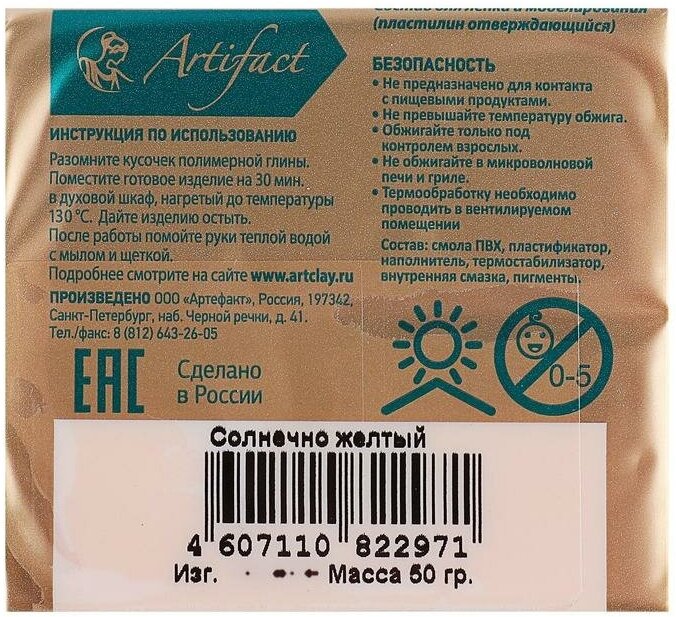 Artifact
ИНСТРУКЦИЯ ПО ИСПОЛЬЗОВАНИЮ
Разомните кусочек полимерной глины.
Поместите готовое изделие на 30 мин.
в духовой шкаф, нагретый до температуры
130 °C. Дайте изделию остыть.
После работы помойте руки теплой водой
с мылом и щеткой.
Подробнее смотрите на сайте www.artclay.ru
ПРОИЗВЕДЕНО ООО «Артефакт», Россия, 197342,
Санкт-Петербург, наб. Черной речки, д. 41.
Тел./факс: 8 (812) 643-26-05
EAC
Сделано
в России
(пластилин отверждающийся)
БЕЗОПАСНОСТЬ
• Не предназначено для контакта
с пищевыми продуктами.
• Не превышайте температуру обжига.
• Обжигайте только под
контролем взрослых.
• Не обжигайте в микроволновой
печи и гриле.
• Термообработку необходимо
проводить в вентилируемом
помещении
Состав: смола ПВХ, пластификатор,
наполнитель, термостабилизатор,
внутренняя смазка, пигменты.
0-5
Солнечно желтый
4 607110 822971
Изг. Масса 50 гр.